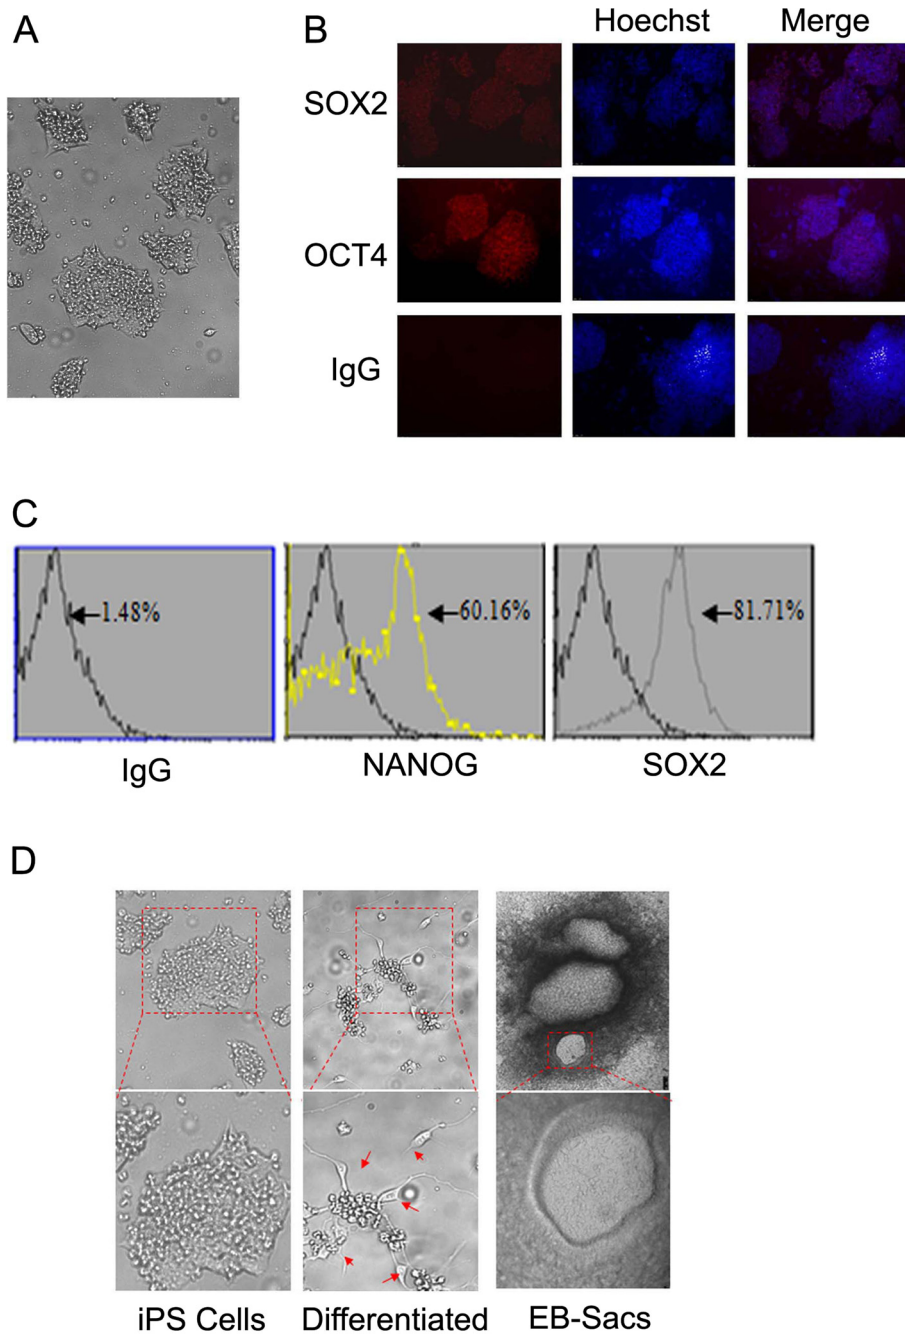 A
B
Hoechst
Merge
SOX2
OCT4
IgG
C
1.48%
60.16%
81.71%
IgG
NANOG
SOX2
D
iPS Cells
Differentiated
EB-Sacs